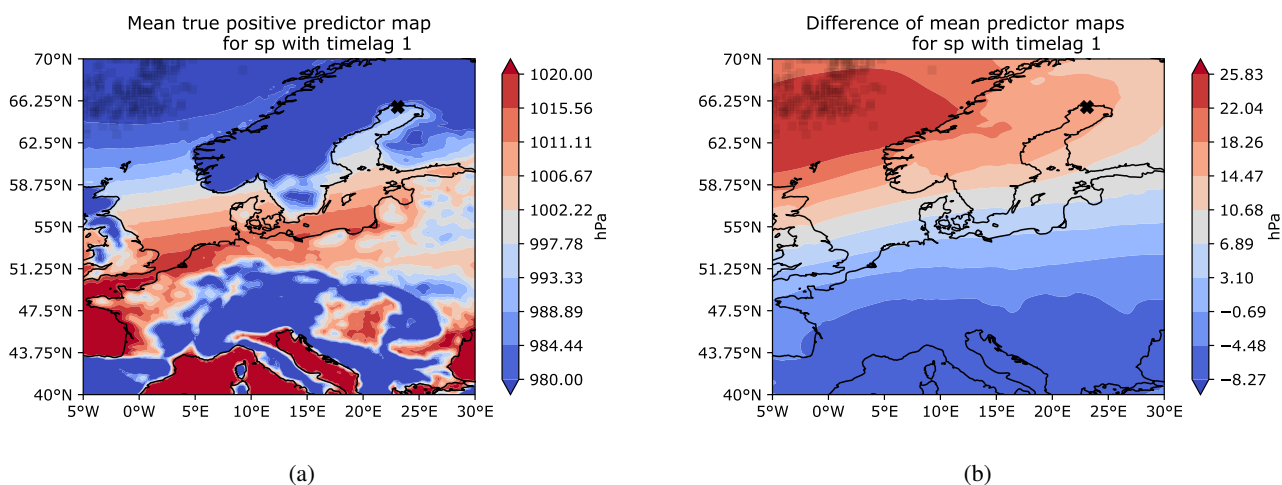 Mean true positive predictor map
for sp with timelag 1
70°N
66.25°N
62.5°N
58.75°N
55°N
51.25°N
47.5°N
43.75°N
40°N
5°W
0°W
5°E
10°E
15°E
20°E
25°E
30°E
1020.00
1015.56
1011.11
1006.67
1002.22
997.78
993.33
988.89
984.44
980.00
hPa
(a)
Difference of mean predictor maps
for sp with timelag 1
70°N
66.25°N
62.5°N
58.75°N
55°N
51.25°N
47.5°N
43.75°N
40°N
5°W
0°W
5°E
10°E
15°E
20°E
25°E
30°E
25.83
22.04
18.26
14.47
10.68
6.89
3.10
−0.69
−4.48
−8.27
hPa
(b)